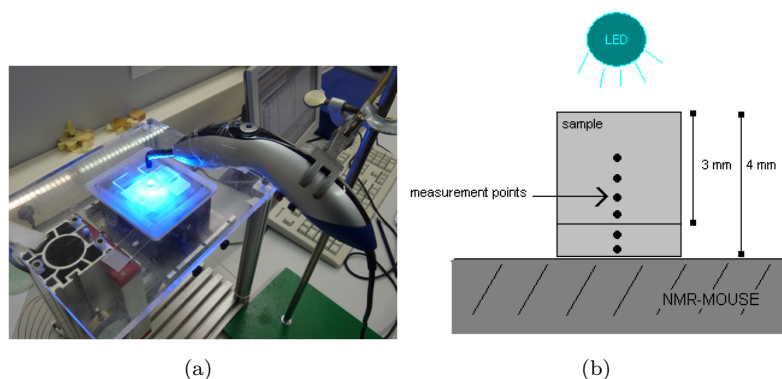 LED
sample
measurement points
3 mm
4 mm
NMR-MOUSE
(a)
(b)